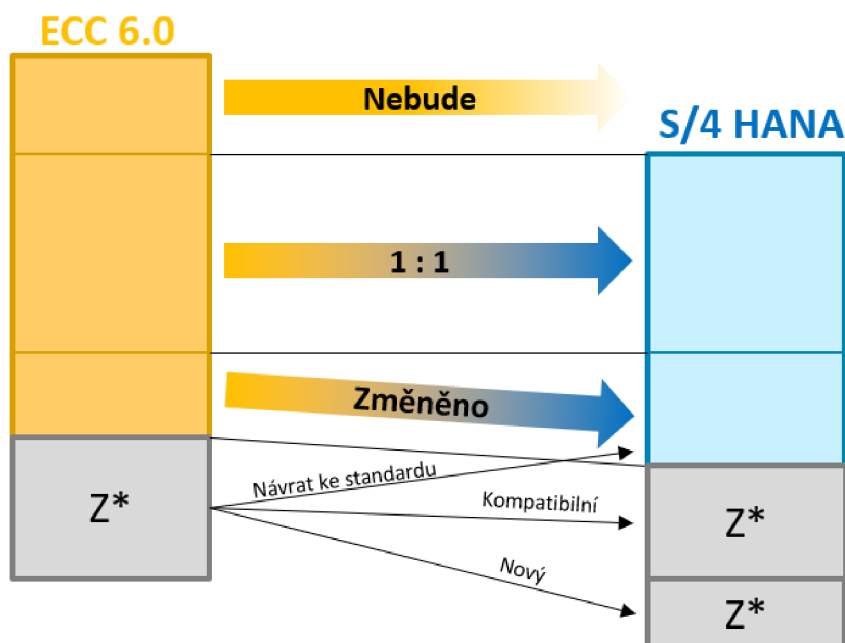 ECC 6.0
Nebude
S/4 HANA
1 : 1
Změněno
Návrat ke standardu
Z*
Kompatibilní
Z*
Nový
Z*